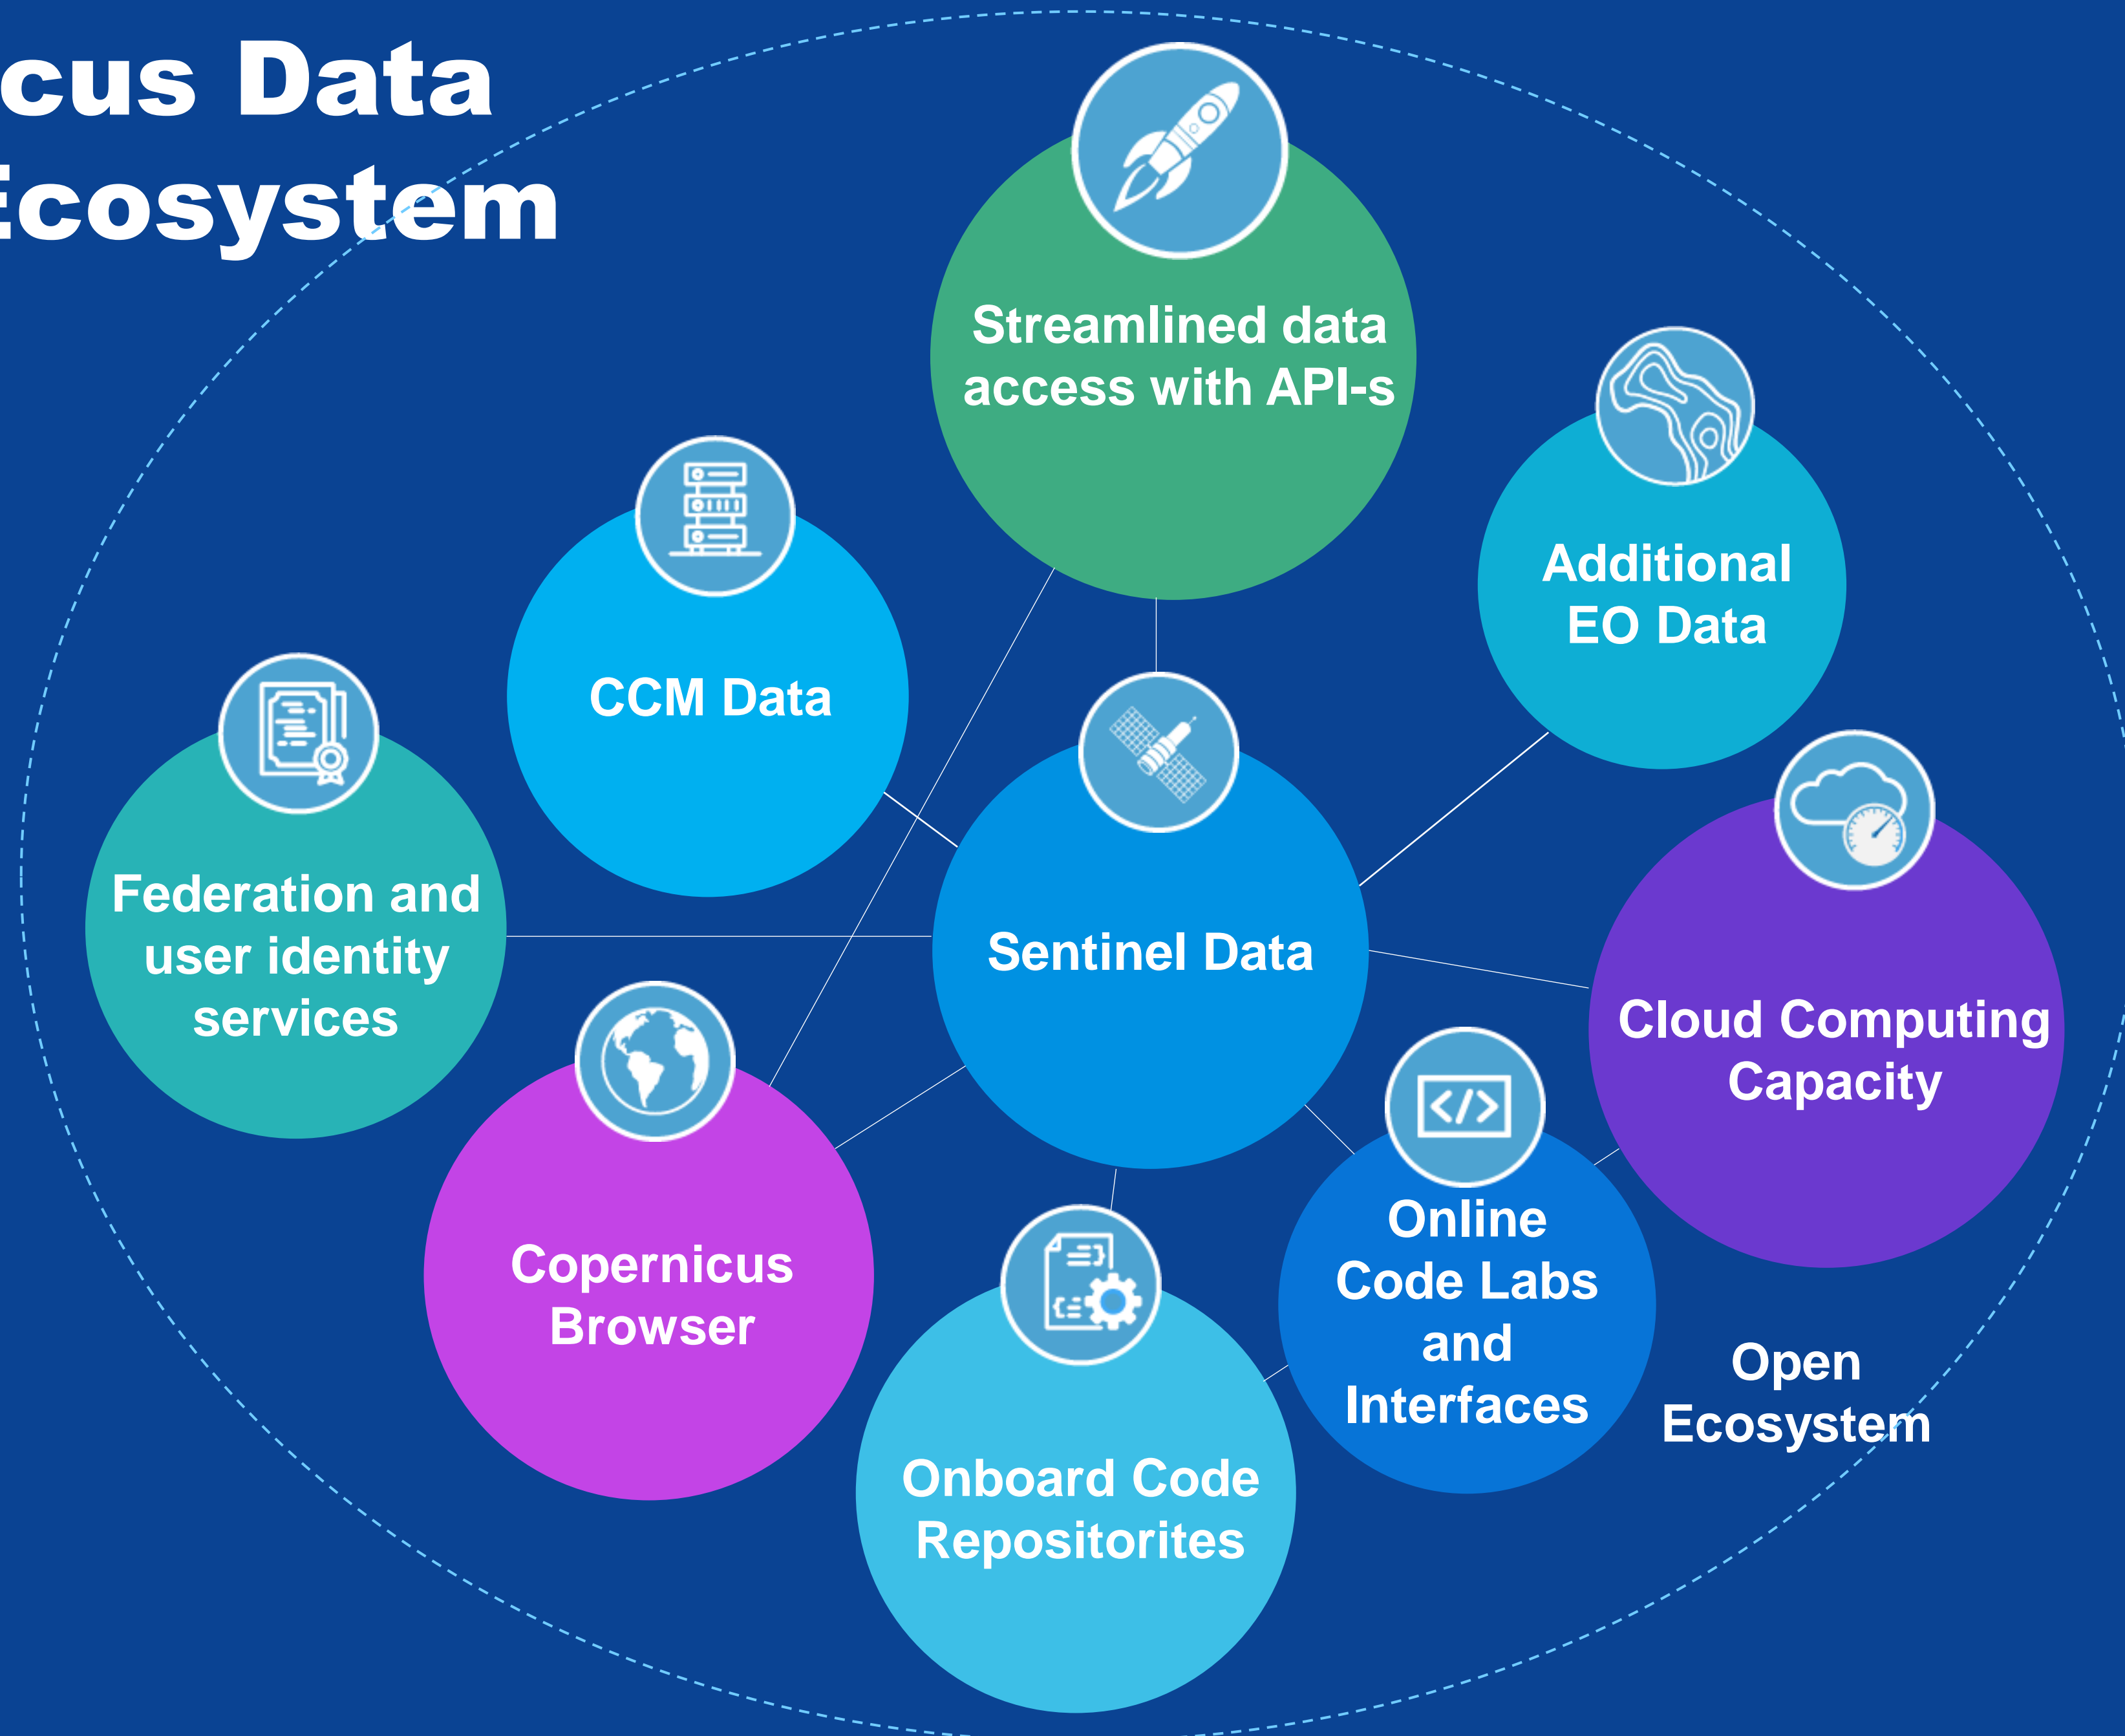 cus Data
Ecosystem
Streamlined data
access with API-s
Additional
EO Data
CCM Data
Federation and
user identity
services
Sentinel Data
Cloud Computing
Capacity
Copernicus
Browser
Online
Code Labs
and
Interfaces
Open
Ecosystem
Onboard Code
Repositorites